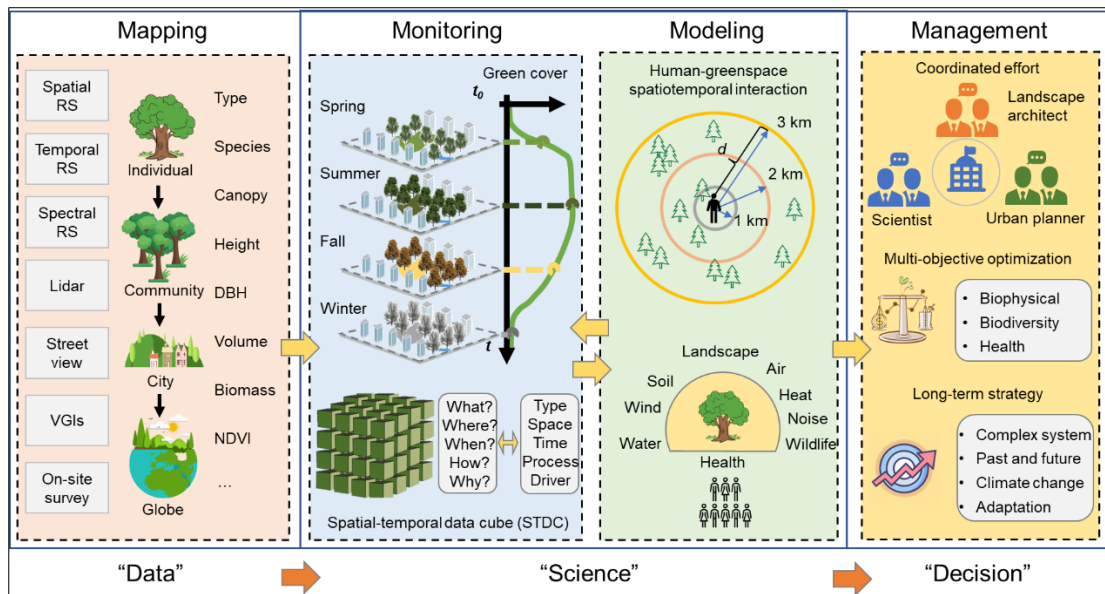 Mapping
Spatial
RS
Temporal
RS
Spectral
RS
Lidar
Street
view
VGIs
On-site
survey
Individual
Community
City
Globe
Type
Species
Canopy
Height
DBH
Volume
Biomass
NDVI
...
Monitoring
Green cover
t0
Spring
Summer
Fall
Winter
t
What?
Where?
When?
How?
Why?
Type
Space
Time
Process
Driver
Spatial-temporal data cube (STDC)
Modeling
Human-greenspace
spatiotemporal interaction
3 km
d
2 km
1 km
Landscape
Soil
Air
Wind
Heat
Noise
Water
Wildlife
Health
Management
Coordinated effort
Landscape
architect
Scientist
Urban planner
Multi-objective optimization
• Biophysical
• Biodiversity
• Health
Long-term strategy
• Complex system
• Past and future
• Climate change
• Adaptation
“Data”
“Science”
“Decision”